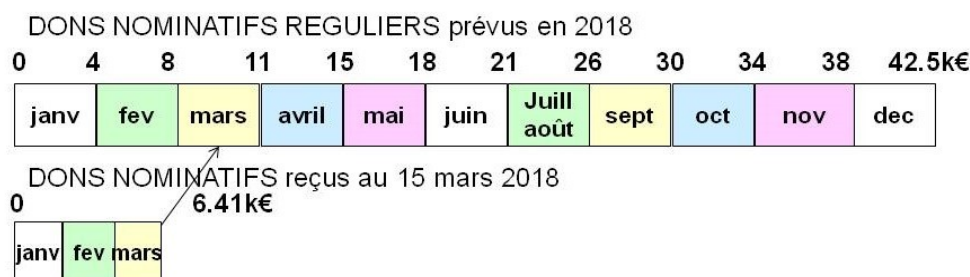 DONS NOMINATIFS REGULIERS prévus en 2018
0 4 8 11 15 18 21 26 30 34 38 42.5k€
janv fev mars avril mai juin Juill août sept oct nov dec
DONS NOMINATIFS reçus au 15 mars 2018
0 6.41k€
janv fev mars